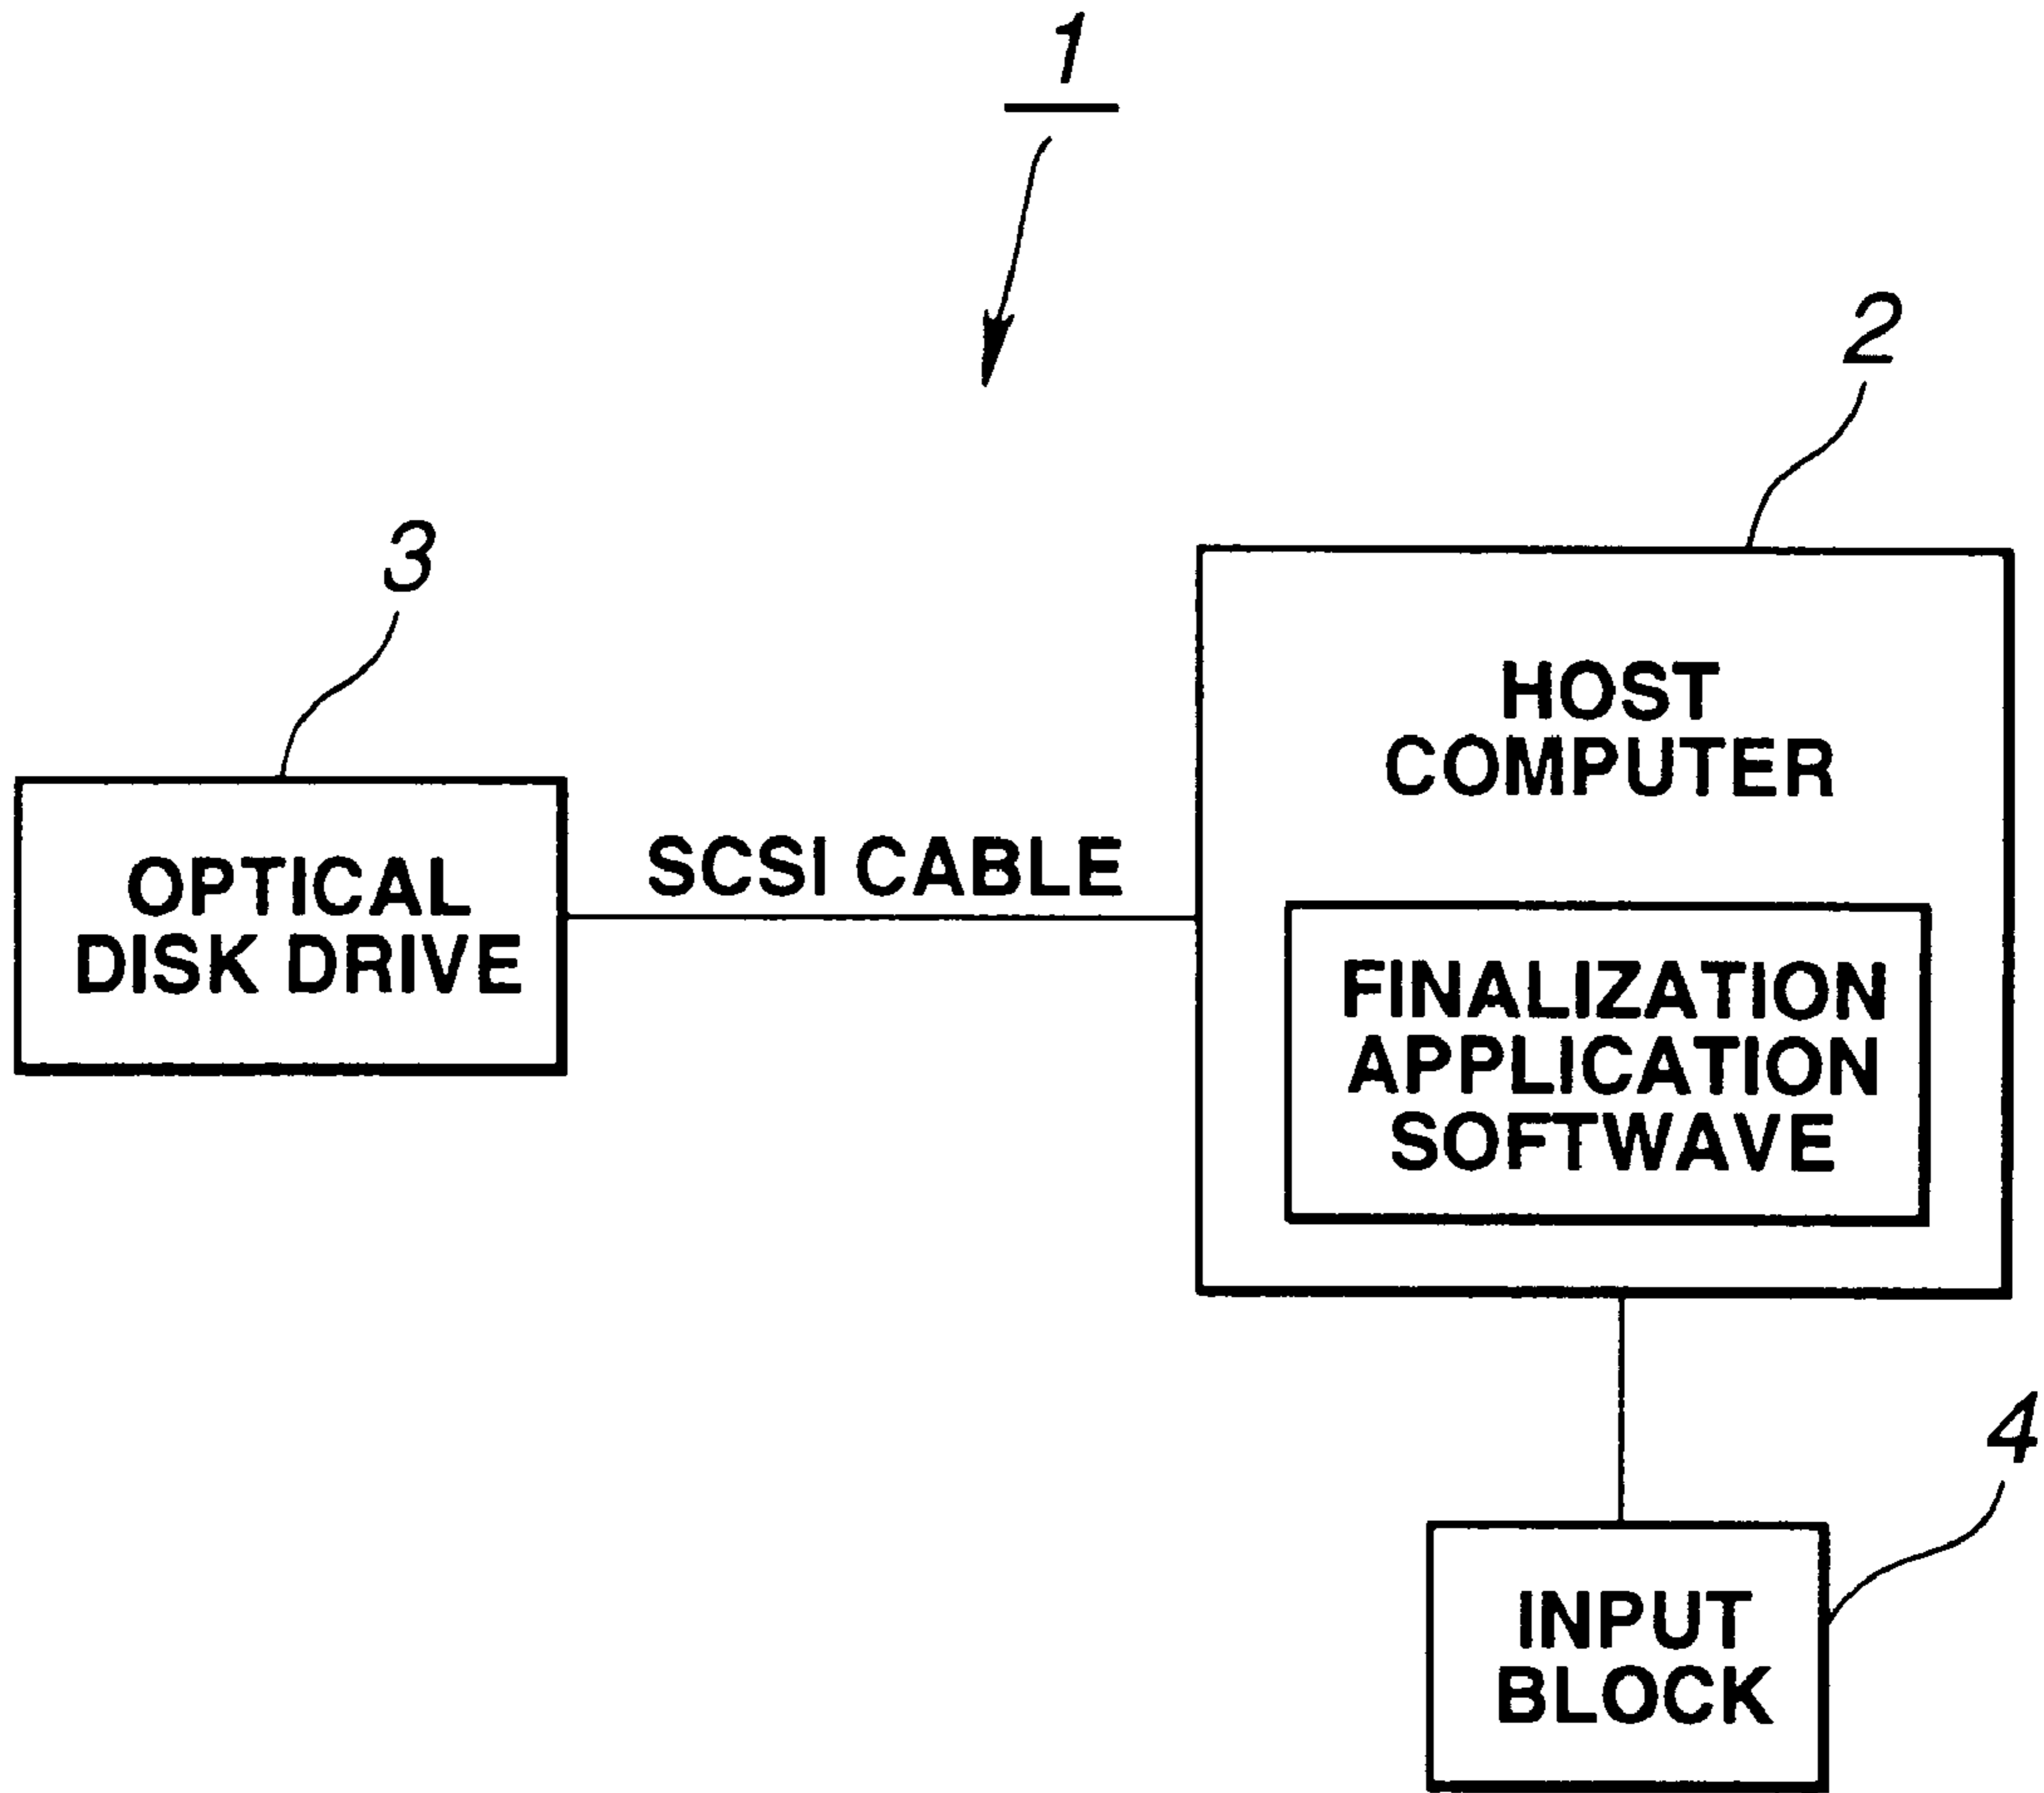 1
2
3
HOST
COMPUTER
SCSI CABLE
OPTICAL
DISK DRIVE
FINALIZATION
APPLICATION
SOFTWAVE
4
INPUT
BLOCK